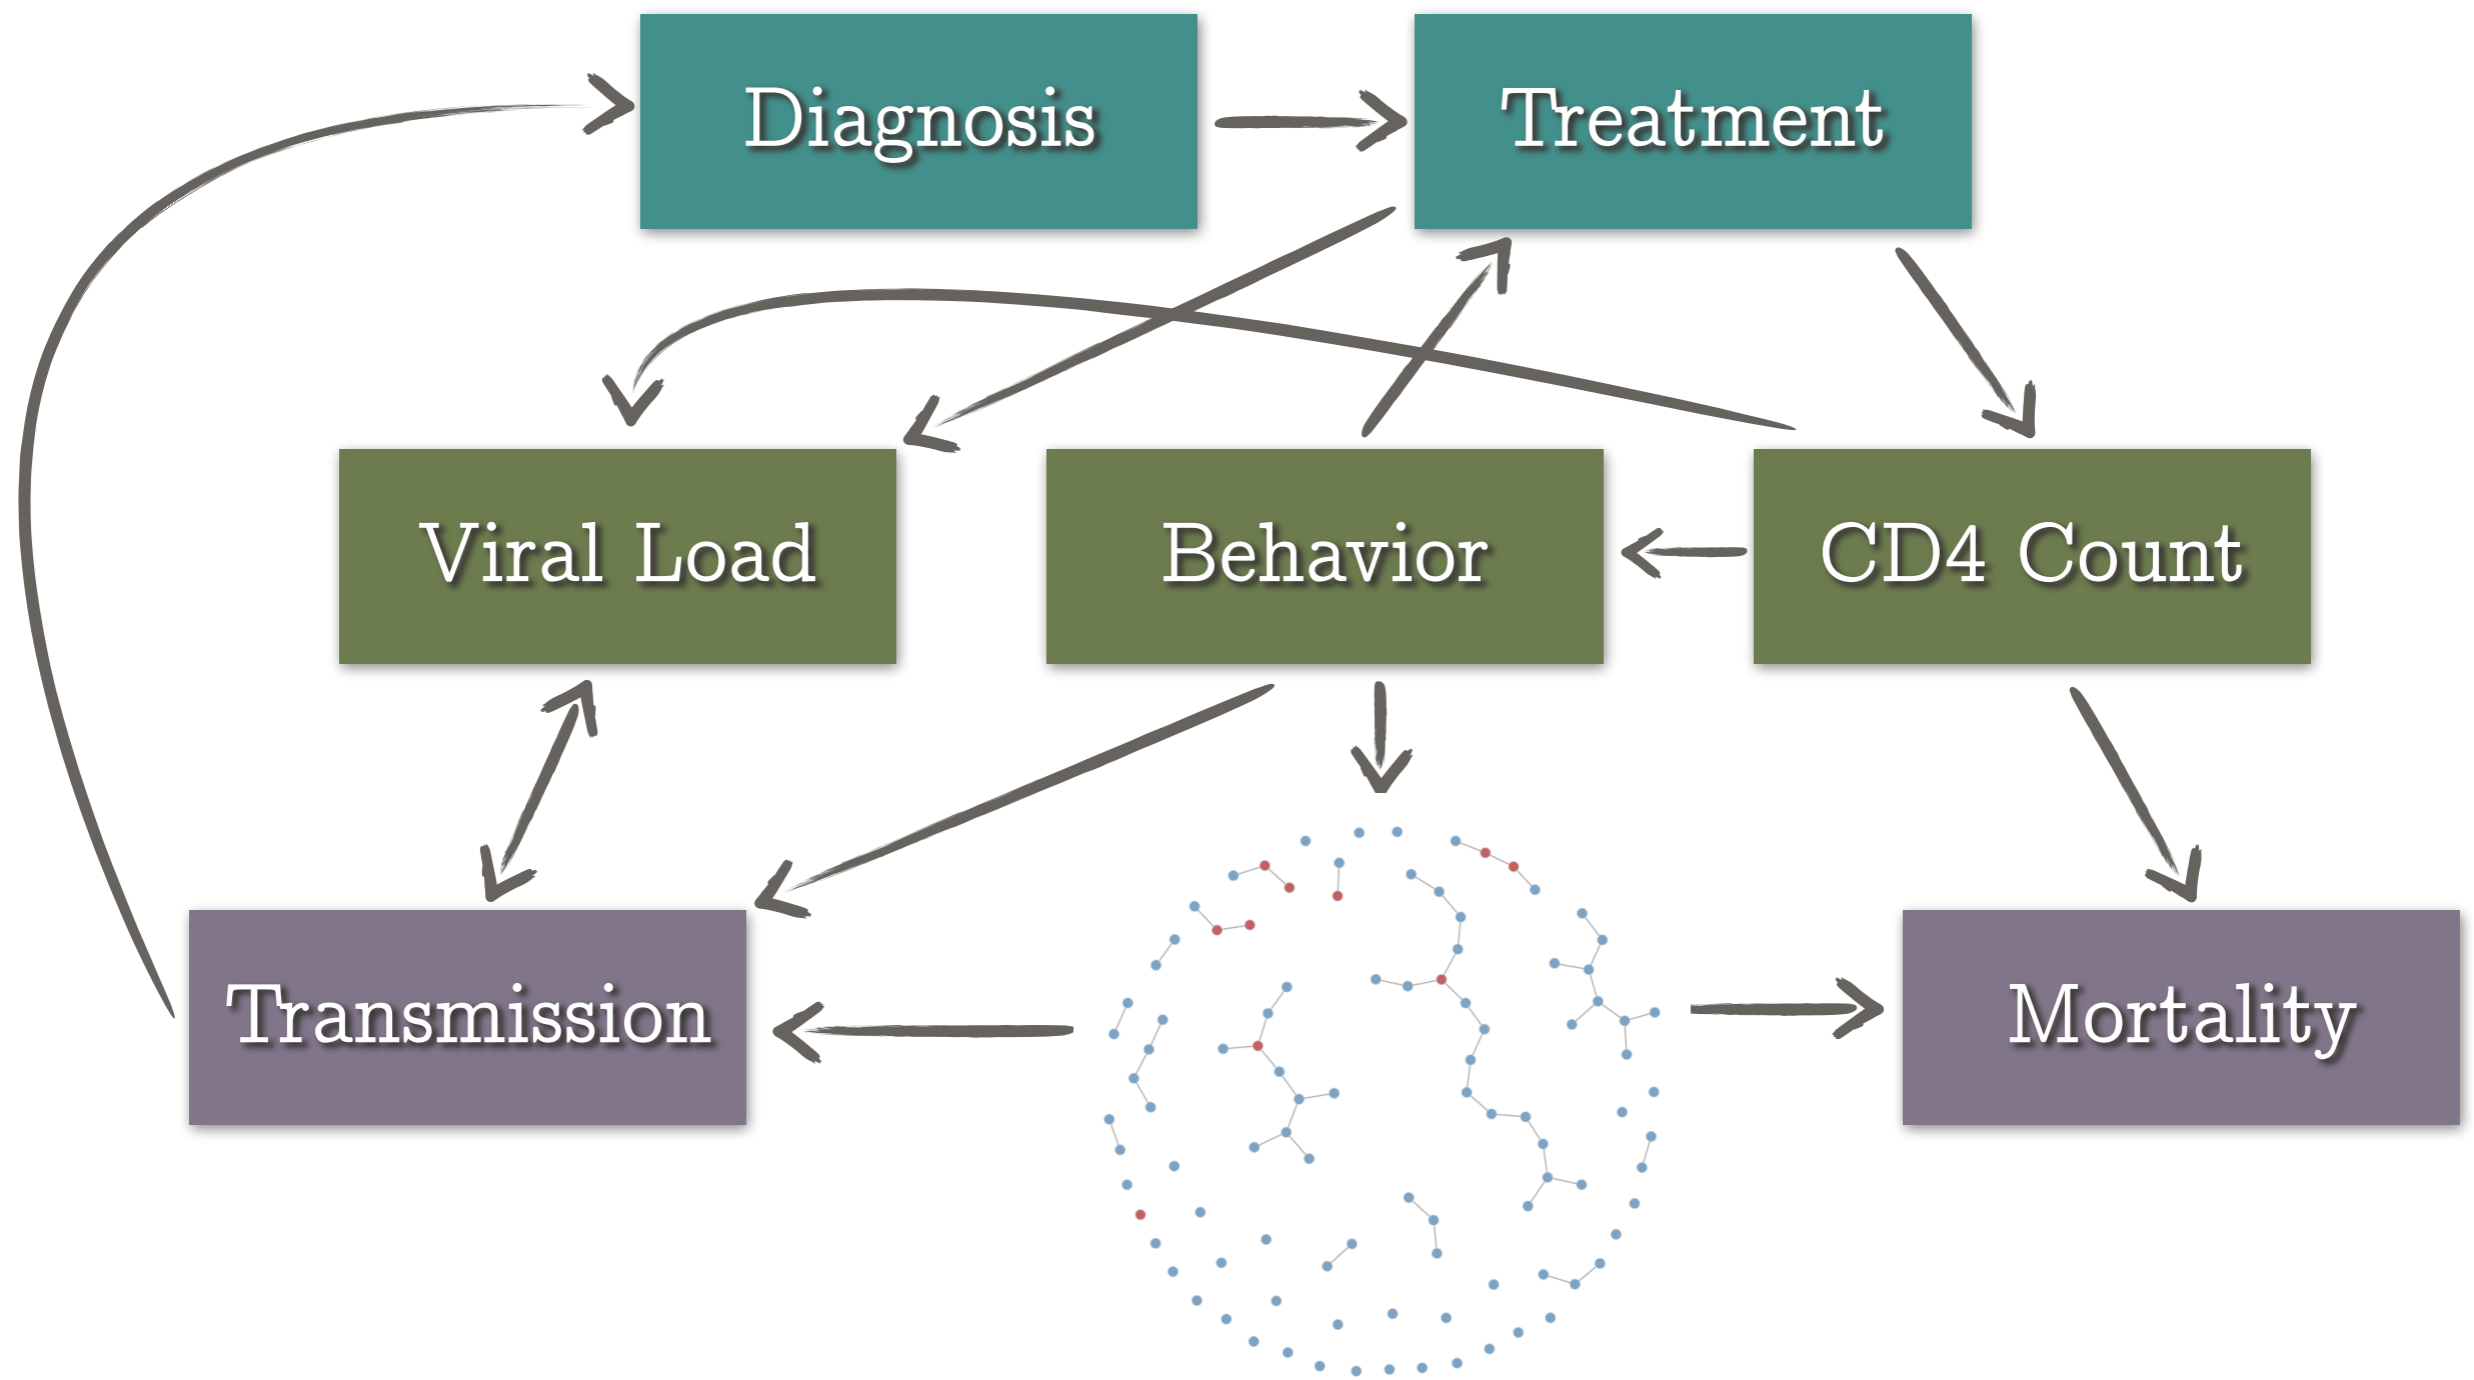 Diagnosis
Treatment
Viral Load
Behavior
CD4 Count
Transmission
Mortality